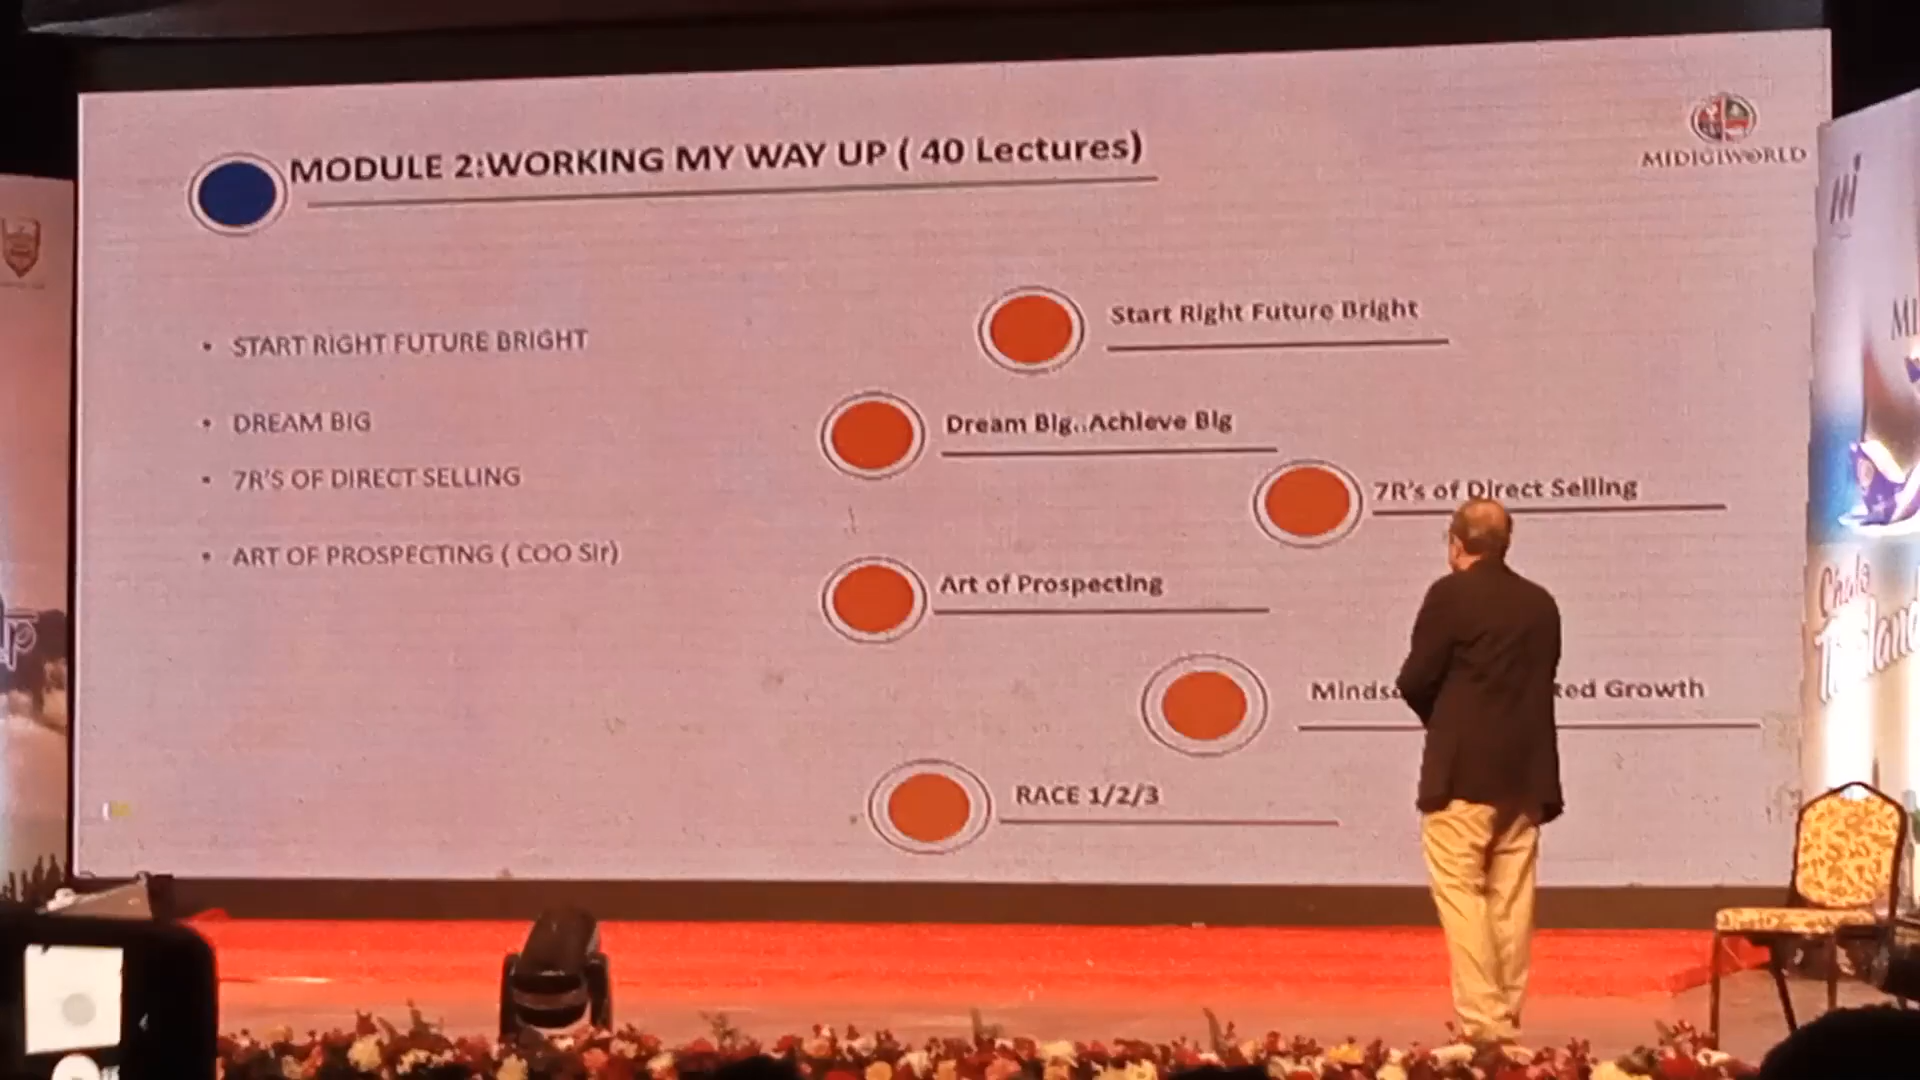 MODULE 2:WORKING MY WAY UP ( 40 Lectures)
MIDIGIWORLD
• START RIGHT FUTURE BRIGHT
• DREAM BIG
• 7R'S OF DIRECT SELLING
• ART OF PROSPECTING ( COO Sir)
Start Right Future Bright
Dream Big..Achieve Big
7R's of Direct Selling
Art of Prospecting
Growth
RACE 1/2/3
mi
Chalo